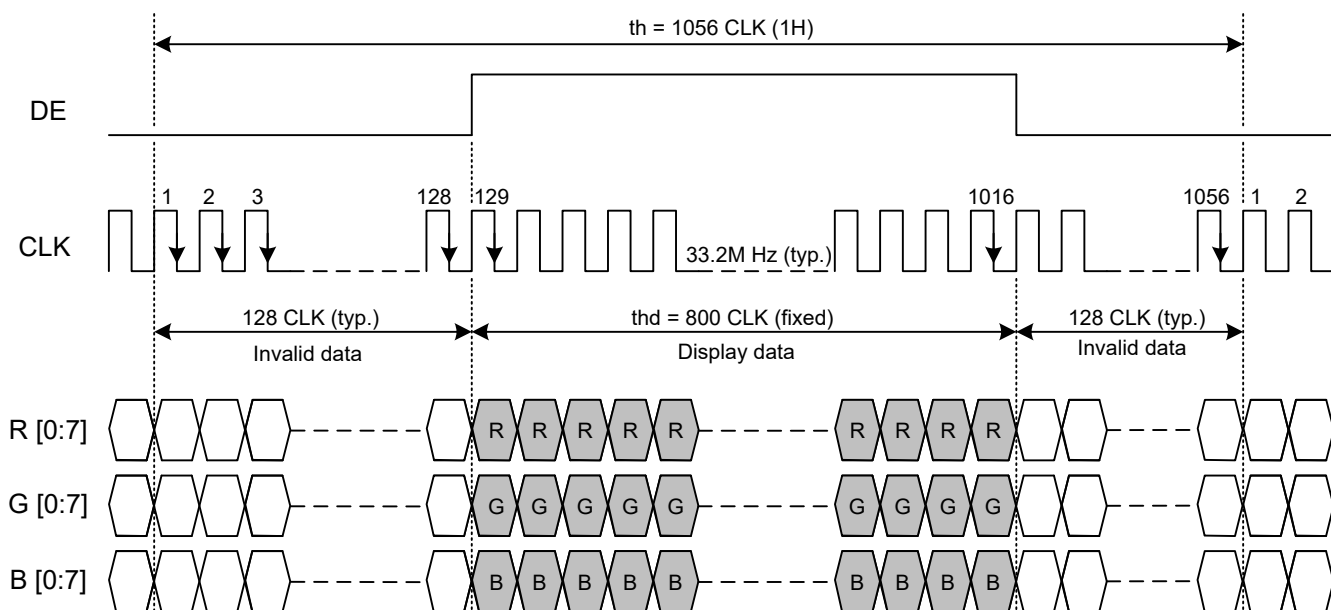 th = 1056 CLK (1H)
DE
1 2 3 128 129 1016 1056 1 2
CLK
33.2M Hz (typ.)
128 CLK (typ.) thd = 800 CLK (fixed) 128 CLK (typ.)
Invalid data Display data Invalid data
R [0:7] R R R R R R R R R
G [0:7] G G G G G G G G G
B [0:7] B B B B B B B B B